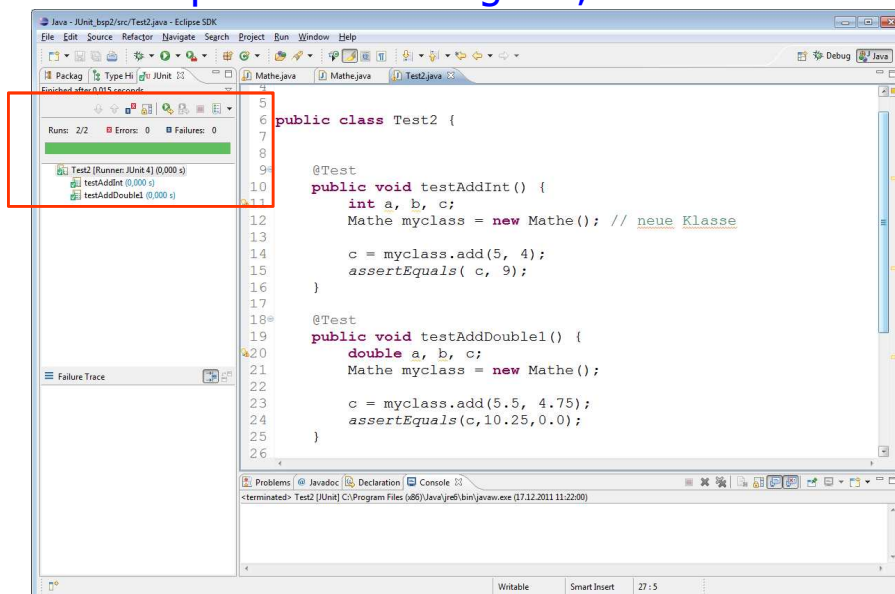 Java - JUnit_bsp2/src/Test2.java - Eclipse SDK
File Edit Source Refactor Navigate Search Project Run Window Help
Debug Java
Packag Type Hi JUnit
Mathe.java Mathe.java Test2.java
Finished after 0,015 seconds
Runs: 2/2 Errors: 0 Failures: 0
Test2 [Runner: JUnit 4] (0,000 s)
testAddInt (0,000 s)
testAddDouble1 (0,000 s)
Failure Trace
4
5
6 public class Test2 {
7
8
9 @Test
10 public void testAddInt() {
11 int a, b, c;
12 Mathe myclass = new Mathe(); // neue Klasse
13
14 c = myclass.add(5, 4);
15 assertEquals( c, 9);
16 }
17
18 @Test
19 public void testAddDouble1() {
20 double a, b, c;
21 Mathe myclass = new Mathe();
22
23 c = myclass.add(5.5, 4.75);
24 assertEquals(c,10.25,0.0);
25 }
26
Problems Javadoc Declaration Console
<terminated> Test2 [JUnit] C:\Program Files (x86)\Java\jre6\bin\javaw.exe (17.12.2011 11:22:00)
Writable Smart Insert 27 : 5